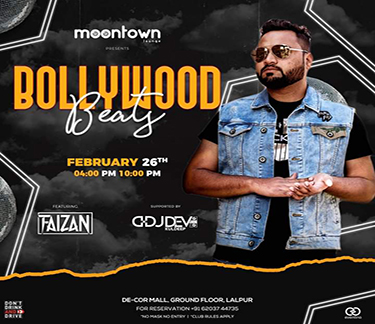 moontown
LOUNGE
PRESENTS
BOLLYWOOD
Beats
FEBRUARY 26TH
04:00 PM 10:00 PM
FEATURING,
FAIZAN
SUPPORTED BY
DJ DEV
DE-COR MALL, GROUND FLOOR, LALPUR
FOR RESERVATION +91 62037 44735
*NO MASK NO ENTRY | *CLUB RULES APPLY
DON'T
DRINK
AND
DRIVE